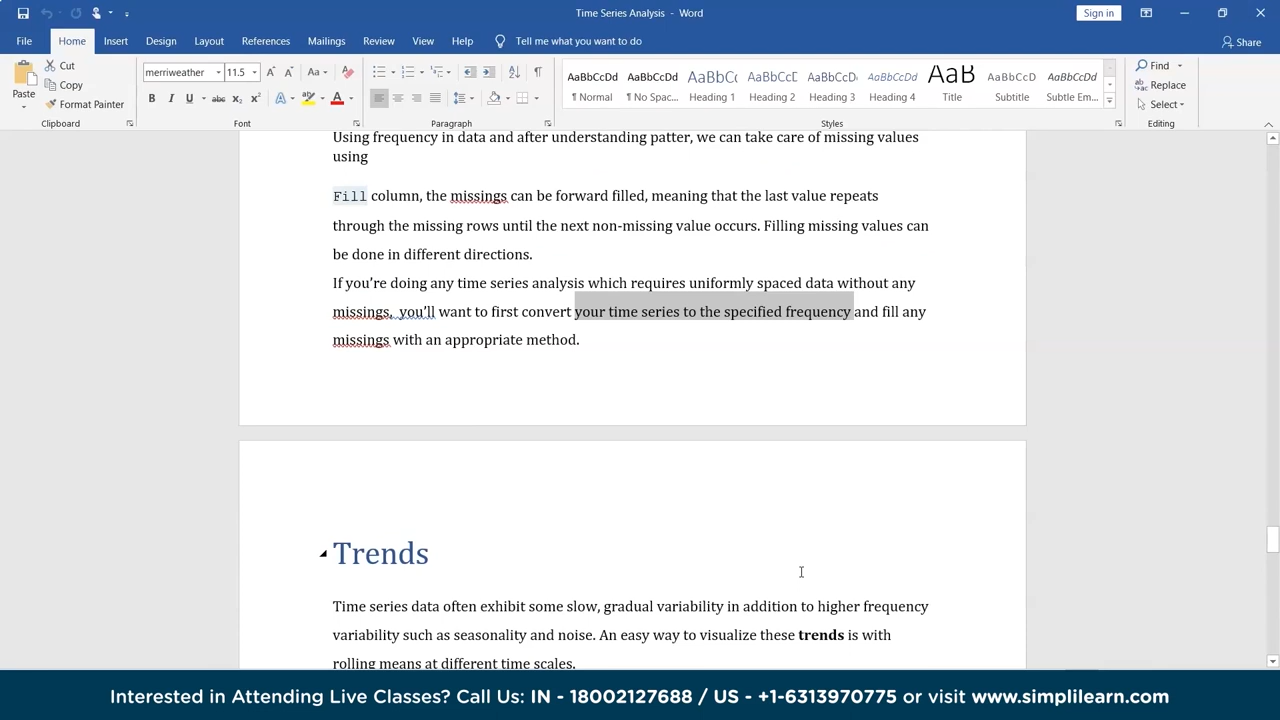 Time Series Analysis - Word
Sign in
File Home Insert Design Layout References Mailings Review View Help Tell me what you want to do Share
Paste
Cut
Copy
Format Painter
merriweather 11.5
AaBbCcDd AaBbCcDd AaBbCc AaBbCcD AaBbCcDd AaBbCcDd AaB AaBbCcDd AaBbCcDd
¶ Normal ¶ No Spac... Heading 1 Heading 2 Heading 3 Heading 4 Title Subtitle Subtle Em...
Find
Replace
Select
Clipboard Font Paragraph Styles Editing
Using frequency in data and after understanding patter, we can take care of missing values
using
Fill column, the missings can be forward filled, meaning that the last value repeats
through the missing rows until the next non-missing value occurs. Filling missing values can
be done in different directions.
If you’re doing any time series analysis which requires uniformly spaced data without any
missings, you’ll want to first convert your time series to the specified frequency and fill any
missings with an appropriate method.
Trends
Time series data often exhibit some slow, gradual variability in addition to higher frequency
variability such as seasonality and noise. An easy way to visualize these trends is with
rolling means at different time scales.
Interested in Attending Live Classes? Call Us: IN - 18002127688 / US - +1-6313970775 or visit www.simplilearn.com